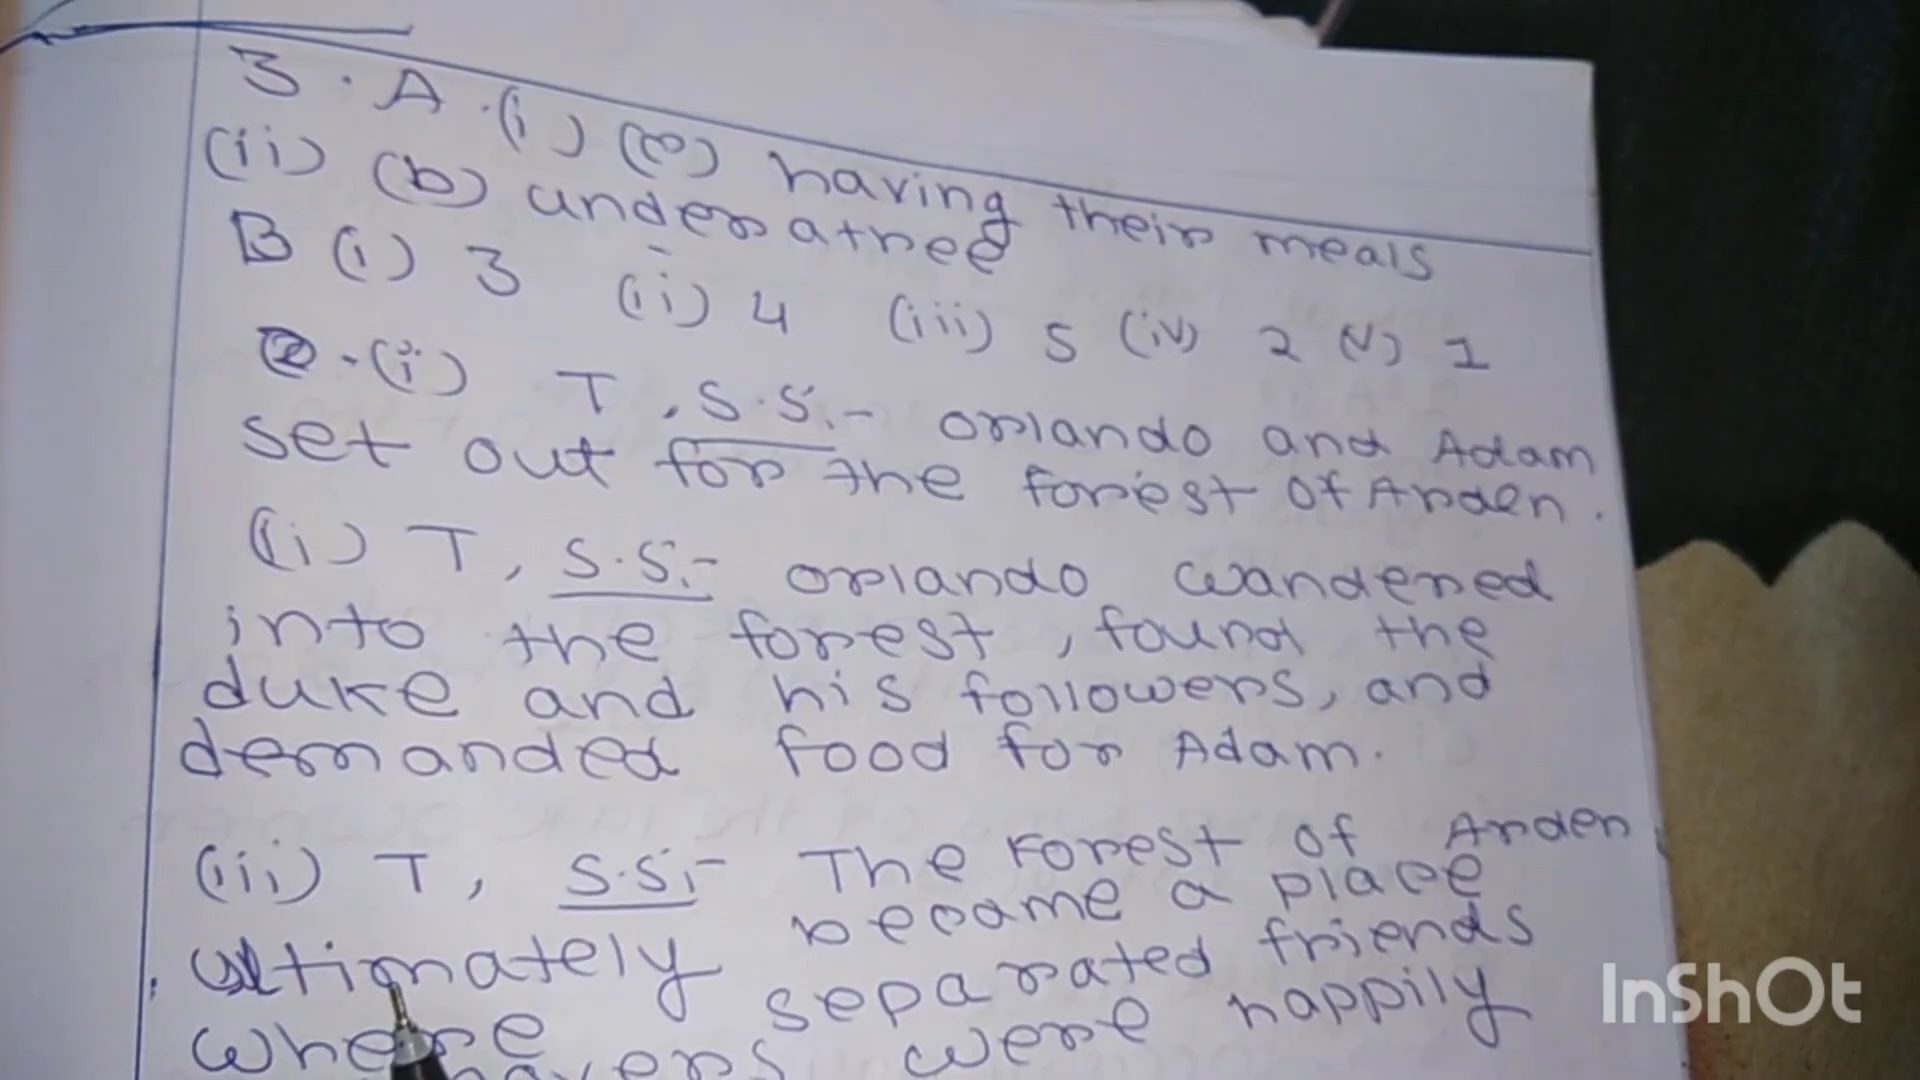 3. A. (i) (c) having their meals
(ii) (b) under a tree
B (i) 3 (ii) 4 (iii) 5 (iv) 2 (v) 1
C. (i) T, S.S.- Orlando and Adam
set out for the forest of Arden.
(ii) T, S.S.- Orlando wandered
into the forest, found the
duke and his followers, and
demanded food for Adam.
(iii) T, S.S.- The Forest of Arden
ultimately became a place
where separated friends
were happily
InShOt